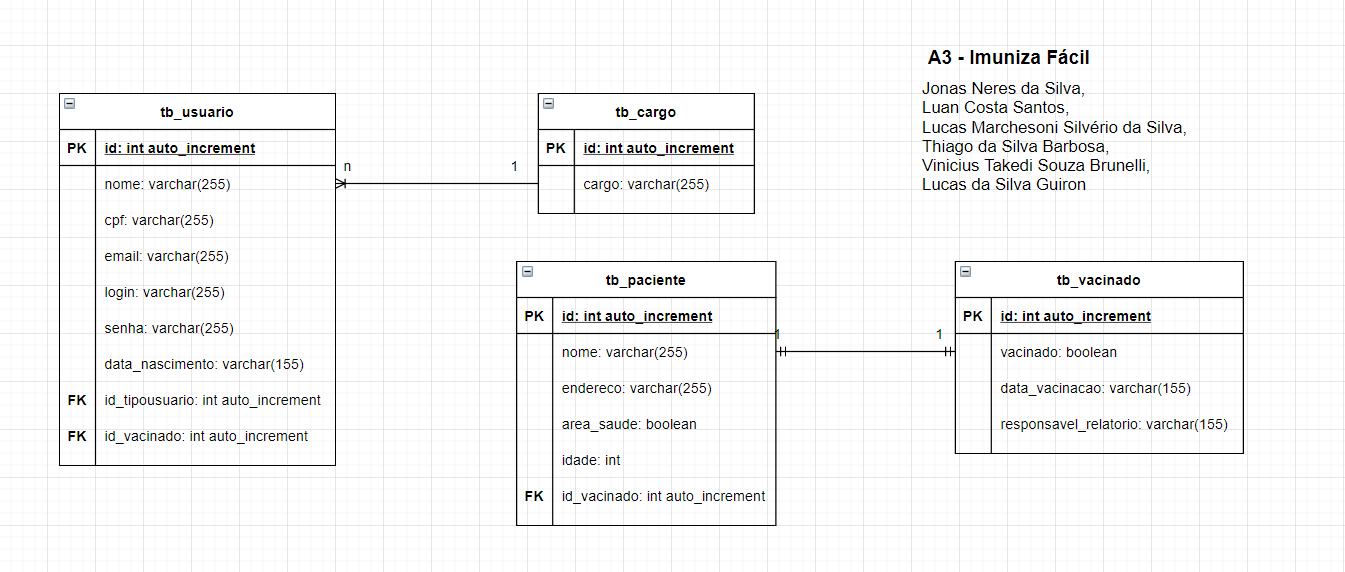 A3 - Imuniza Fácil
Jonas Neres da Silva,
Luan Costa Santos,
Lucas Marchesoni Silvério da Silva,
Thiago da Silva Barbosa,
Vinicius Takedi Souza Brunelli,
Lucas da Silva Guiron
tb_usuario
PK id: int auto_increment
nome: varchar(255)
cpf: varchar(255)
email: varchar(255)
login: varchar(255)
senha: varchar(255)
data_nascimento: varchar(155)
FK id_tipousuario: int auto_increment
FK id_vacinado: int auto_increment
n
1
tb_cargo
PK id: int auto_increment
cargo: varchar(255)
tb_paciente
PK id: int auto_increment
nome: varchar(255)
endereco: varchar(255)
area_saude: boolean
idade: int
FK id_vacinado: int auto_increment
1
1
tb_vacinado
PK id: int auto_increment
vacinado: boolean
data_vacinacao: varchar(155)
responsavel_relatorio: varchar(155)